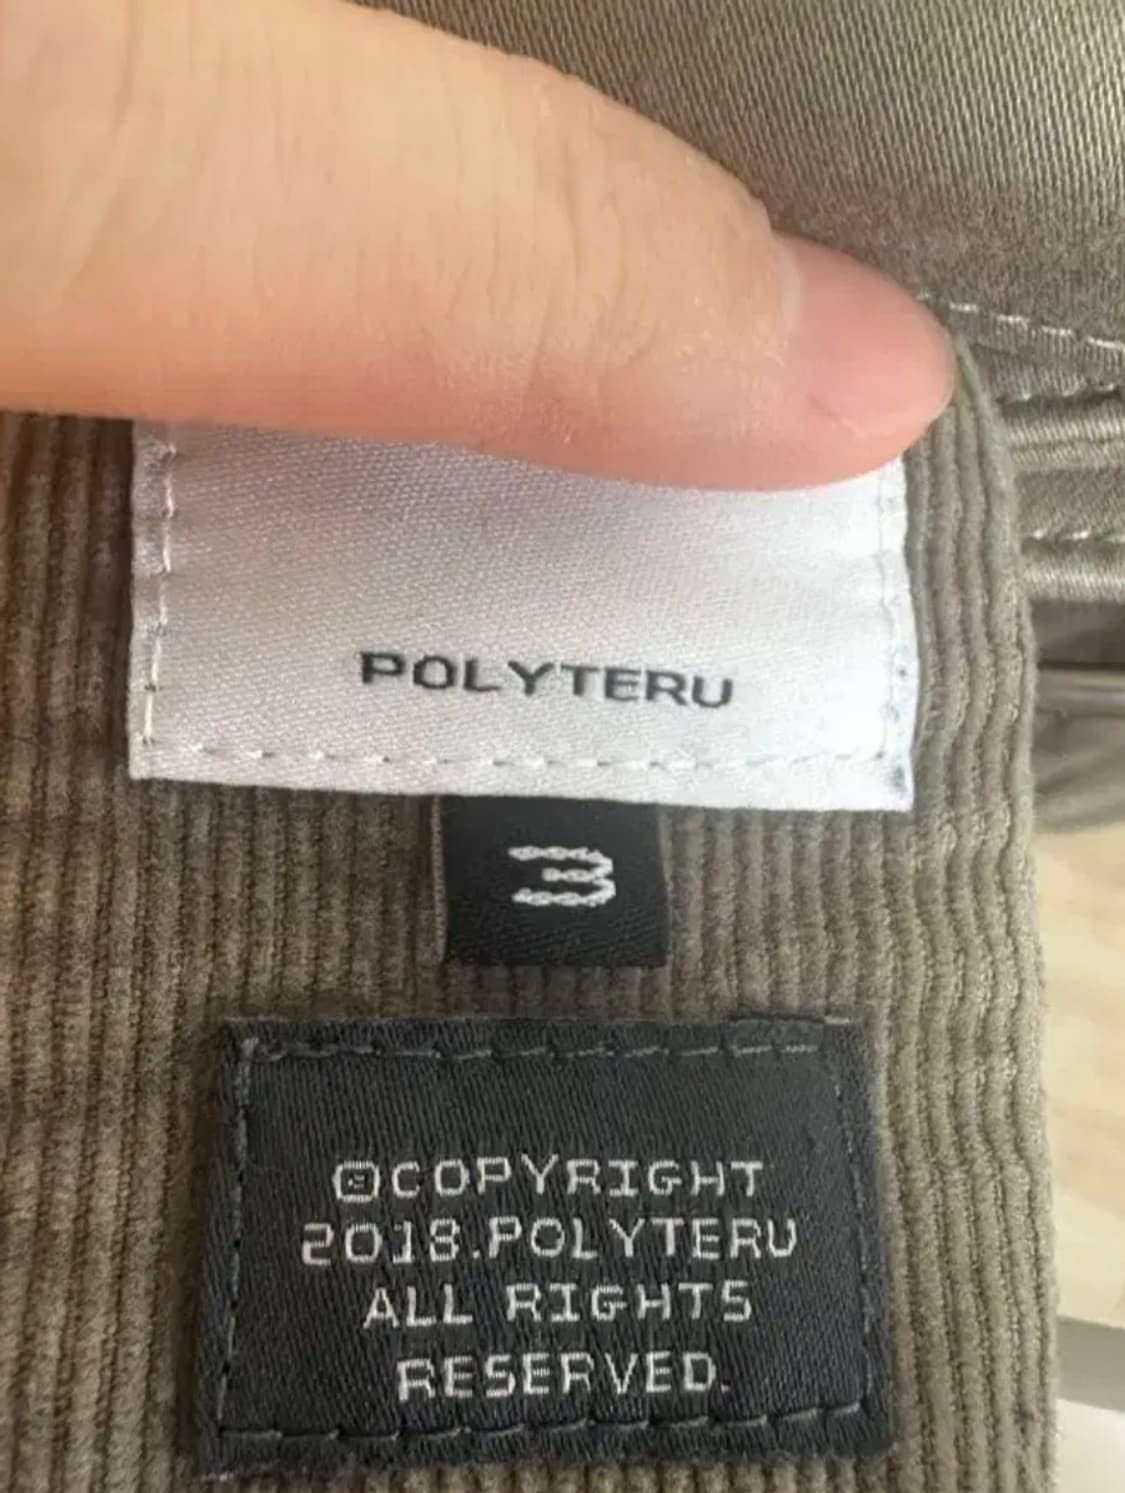 POLYTERU
3
©COPYRIGHT
2018.POLYTERU
ALL RIGHTS
RESERVED.